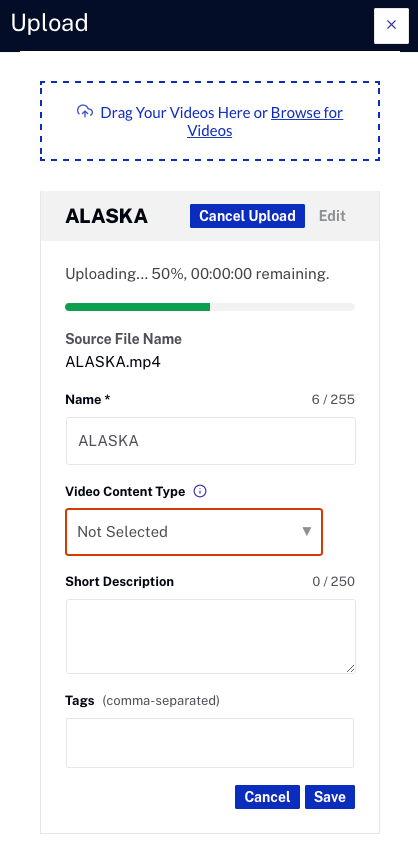 Upload
Drag Your Videos Here or Browse for
Videos
ALASKA
Cancel Upload
Edit
Uploading... 50%, 00:00:00 remaining.
Source File Name
ALASKA.mp4
Name * 6 / 255
ALASKA
Video Content Type
Not Selected
Short Description 0 / 250
Tags (comma-separated)
Cancel Save